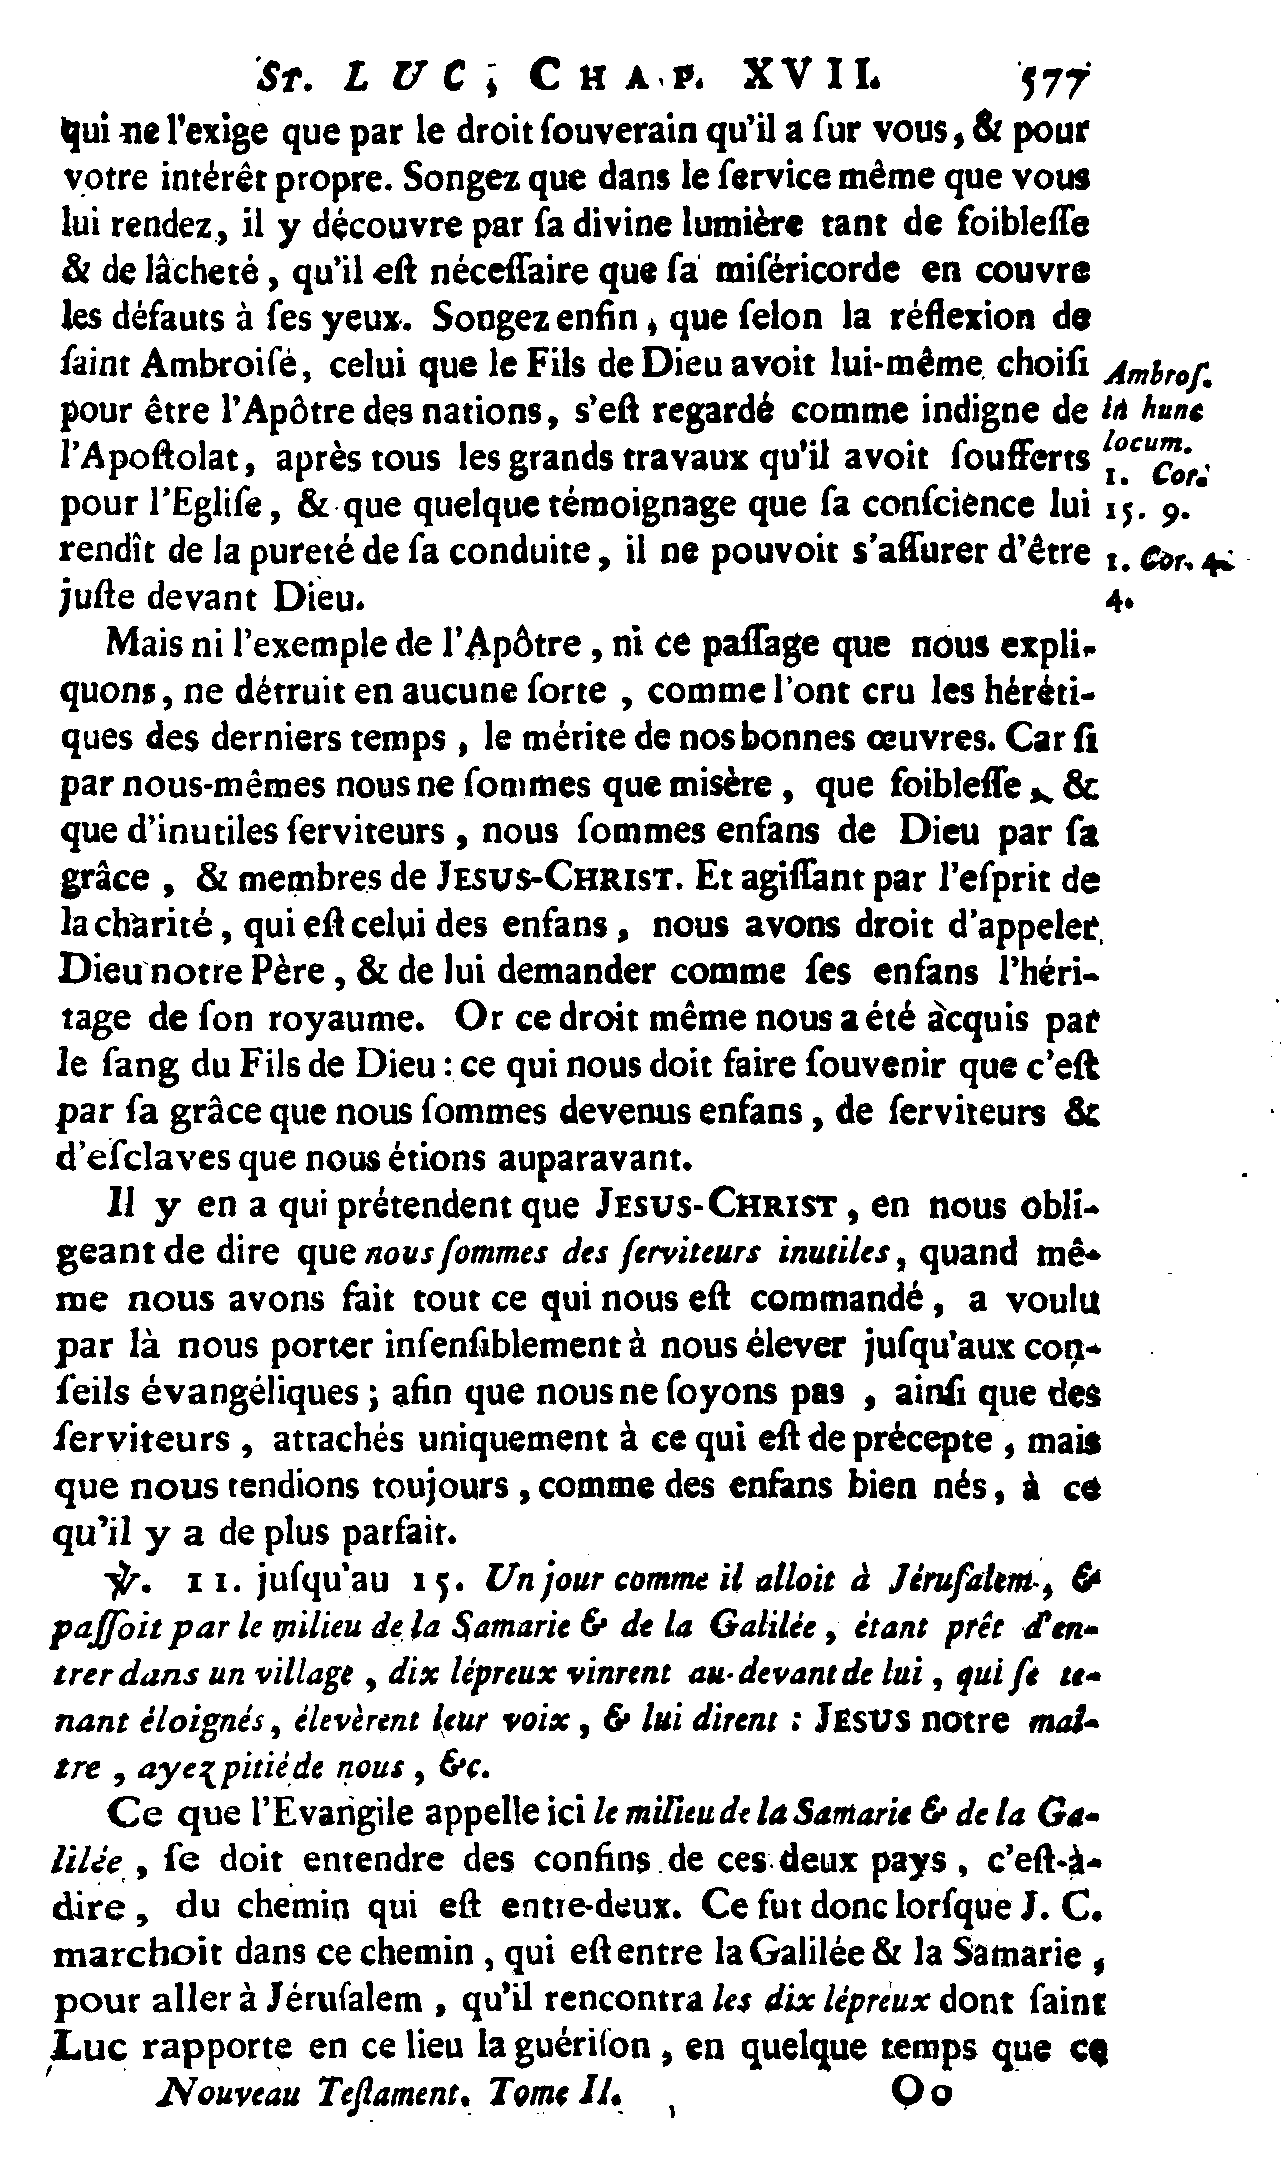 St. LUC, CHAP. XVII. 577
qui ne l'exige que par le droit ſouverain qu'il a ſur vous, & pour
votre intérêt propre. Songez que dans le ſervice même que vous
lui rendez, il y découvre par ſa divine lumière tant de foibleſſe
& de lâcheté, qu'il eſt néceſſaire que ſa miſéricorde en couvre
les défauts à ſes yeux. Songez enfin, que ſelon la réflexion de
ſaint Ambroiſe, celui que le Fils de Dieu avoit lui-même choiſi
pour être l'Apôtre des nations, s'eſt regardé comme indigne de
l'Apoſtolat, après tous les grands travaux qu'il avoit ſoufferts
pour l'Egliſe, & que quelque témoignage que ſa conſcience lui
rendît de la pureté de ſa conduite, il ne pouvoit s'aſſurer d'être
juſte devant Dieu.
Ambroſ.
in hunc
locum.
1. Cor.
15. 9.
1. Cor. 4.
4.
Mais ni l'exemple de l'Apôtre, ni ce paſſage que nous expli-
quons, ne détruit en aucune ſorte, comme l'ont cru les héréti-
ques des derniers temps, le mérite de nos bonnes œuvres. Car ſi
par nous-mêmes nous ne ſommes que misère, que foibleſſe, &
que d'inutiles ſerviteurs, nous ſommes enfans de Dieu par ſa
grâce, & membres de JESUS-CHRIST. Et agiſſant par l'eſprit de
la charité, qui eſt celui des enfans, nous avons droit d'appeler
Dieu notre Père, & de lui demander comme ſes enfans l'héri-
tage de ſon royaume. Or ce droit même nous a été acquis par
le ſang du Fils de Dieu : ce qui nous doit faire ſouvenir que c'eſt
par ſa grâce que nous ſommes devenus enfans, de ſerviteurs &
d'eſclaves que nous étions auparavant.
Il y en a qui prétendent que JESUS-CHRIST, en nous obli-
geant de dire que nous ſommes des ſerviteurs inutiles, quand mê-
me nous avons fait tout ce qui nous eſt commandé, a voulu
par là nous porter inſenſiblement à nous élever juſqu'aux con-
ſeils évangéliques ; afin que nous ne ſoyons pas, ainſi que des
ſerviteurs, attachés uniquement à ce qui eſt de précepte, mais
que nous tendions toujours, comme des enfans bien nés, à ce
qu'il y a de plus parfait.
℣. 11. juſqu'au 15. Un jour comme il alloit à Jéruſalem, &
paſſoit par le milieu de la Samarie & de la Galilée, étant prêt d'en-
trer dans un village, dix lépreux vinrent au-devant de lui, qui ſe te-
nant éloignés, élevèrent leur voix, & lui dirent : JESUS notre maî-
tre, ayez pitié de nous, &c.
Ce que l'Evangile appelle ici le milieu de la Samarie & de la Ga-
lilée, ſe doit entendre des confins de ces deux pays, c'eſt-à-
dire, du chemin qui eſt entre-deux. Ce fut donc lorſque J. C.
marchoit dans ce chemin, qui eſt entre la Galilée & la Samarie,
pour aller à Jéruſalem, qu'il rencontra les dix lépreux dont ſaint
Luc rapporte en ce lieu la guériſon, en quelque temps que ce
Nouveau Teſtament. Tome II. Oo